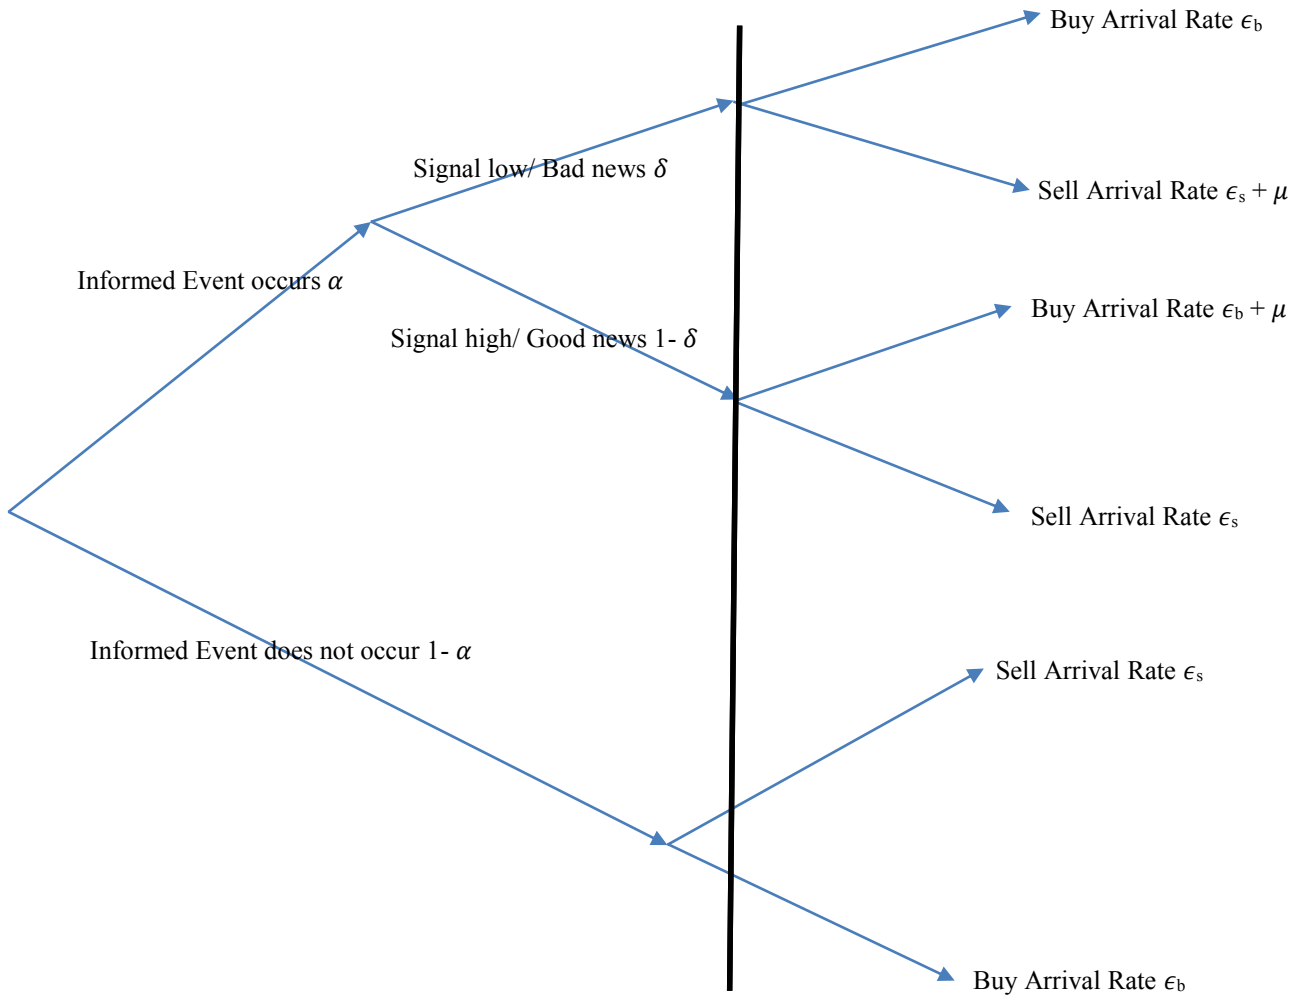 Buy Arrival Rate ϵb
Signal low/ Bad news δ
Sell Arrival Rate ϵs + μ
Informed Event occurs α
Buy Arrival Rate ϵb + μ
Signal high/ Good news 1- δ
Sell Arrival Rate ϵs
Informed Event does not occur 1- α
Sell Arrival Rate ϵs
Buy Arrival Rate ϵb